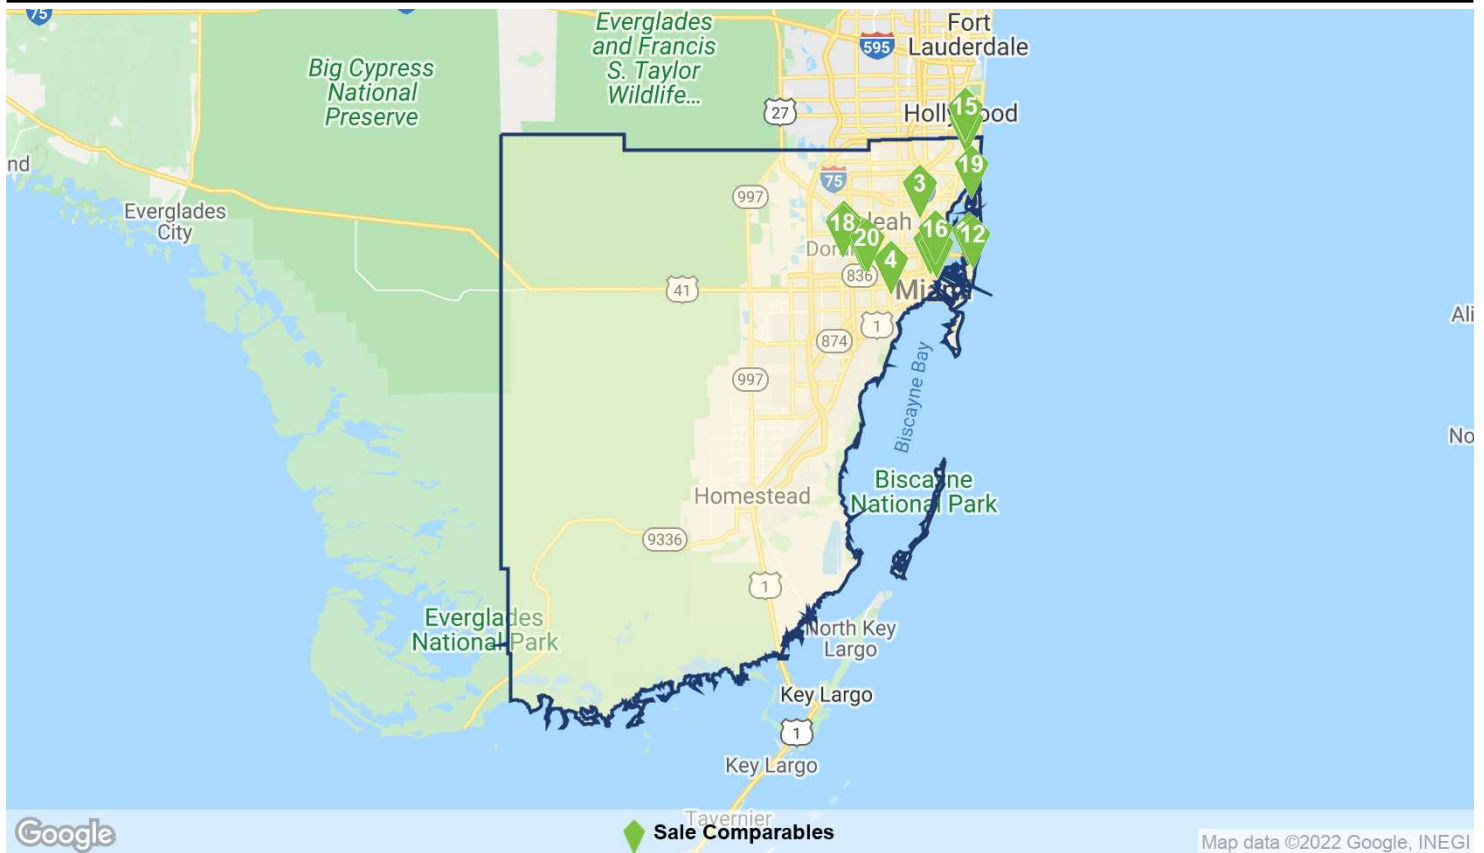 75
Fort
Lauderdale
Everglades
and Francis
S. Taylor
Wildlife...
595
Big Cypress
National
Preserve
27
15
19
75
3
997
Everglades
City
nd
18
20
16
12
4
836
41
Miami
1
874
Ali
997
Biscayne Bay
No
Biscayne
National Park
Homestead
9336
1
Everglades
National Park
North Key
Largo
Key Largo
1
Key Largo
Tavernier
Sale Comparables
Google
Map data ©2022 Google, INEGI